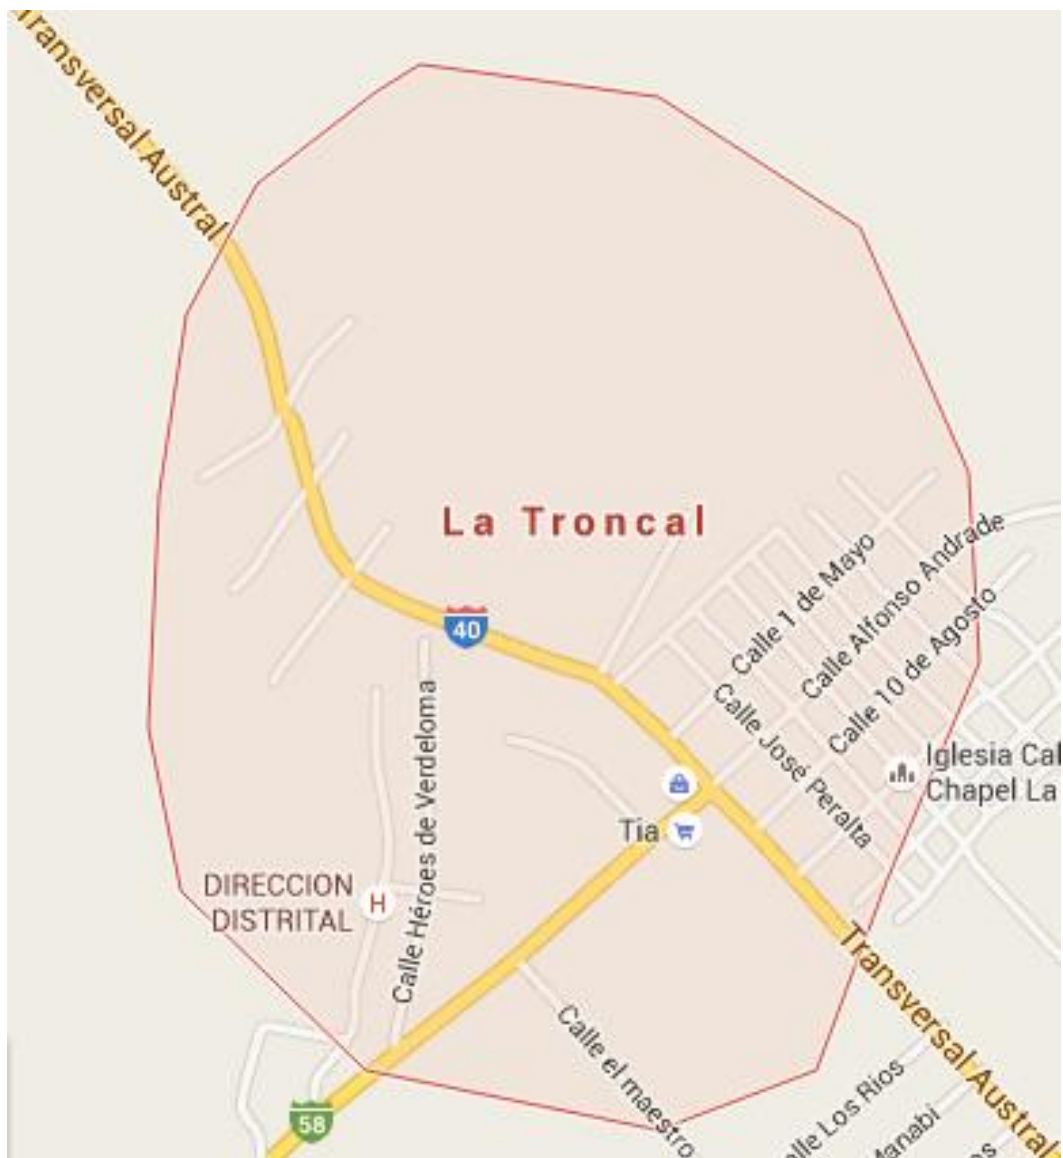 Transversal Austral
La Troncal
40
Calle 1 de Mayo
Calle Alfonso Andrade
Calle 10 de Agosto
Calle José Peralta
Iglesia Cal
Chapel La
Tia
Calle Héroes de Verdeloma
DIRECCION
DISTRITAL
H
Transversal Austral
Calle el maestro
58
alle Los Rios
Manabi
os